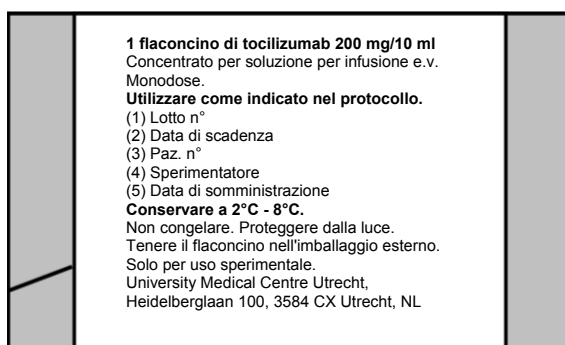 1 flaconcino di tocilizumab 200 mg/10 ml
Concentrato per soluzione per infusione e.v.
Monodose.
Utilizzare come indicato nel protocollo.
(1) Lotto n°
(2) Data di scadenza
(3) Paz. n°
(4) Sperimentatore
(5) Data di somministrazione
Conservare a 2°C - 8°C.
Non congelare. Proteggere dalla luce.
Tenere il flaconcino nell'imballaggio esterno.
Solo per uso sperimentale.
University Medical Centre Utrecht,
Heidelberglaan 100, 3584 CX Utrecht, NL